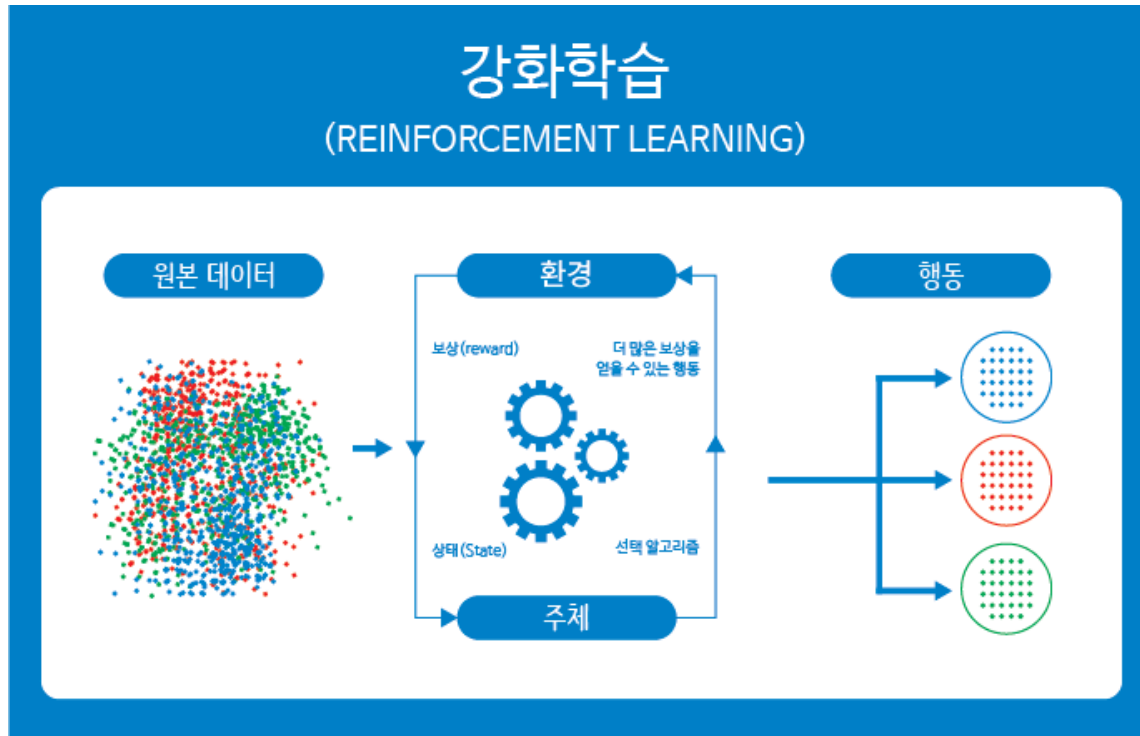 강화학습
(REINFORCEMENT LEARNING)
원본 데이터
환경
행동
보상(reward)
더 많은 보상을
얻을 수 있는 행동
상태(State)
선택 알고리즘
주체